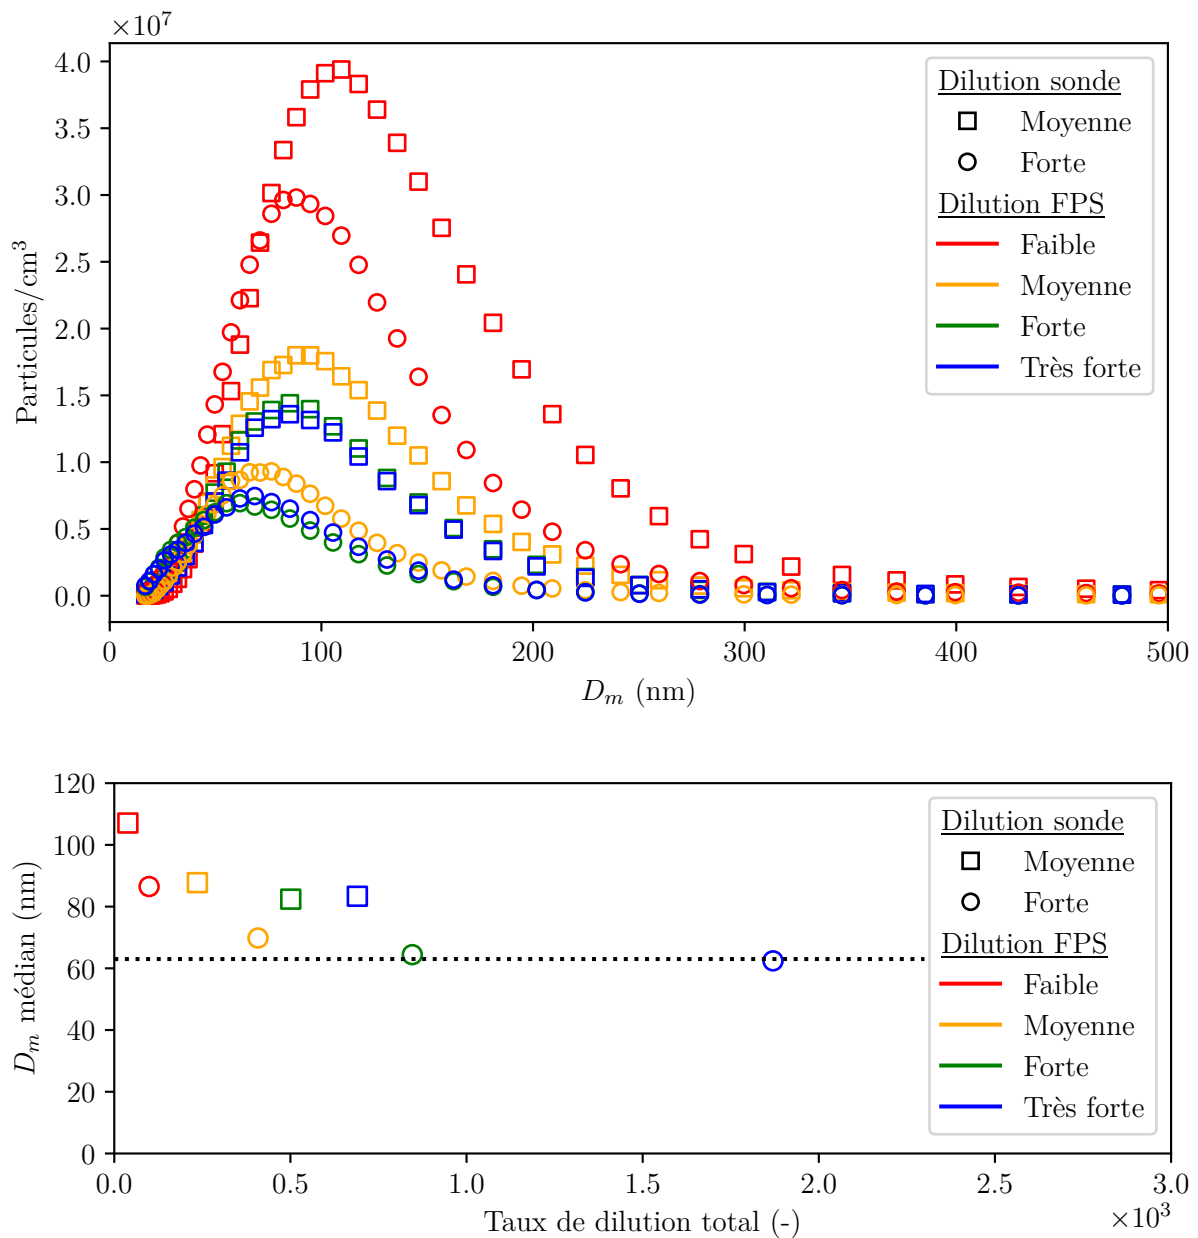 ×10⁷
4.0
3.5
3.0
2.5
2.0
1.5
1.0
0.5
0.0
Particules/cm³
0 100 200 300 400 500
Dₘ (nm)
Dilution sonde
Moyenne
Forte
Dilution FPS
Faible
Moyenne
Forte
Très forte
120
100
80
60
40
20
0
Dₘ médian (nm)
0.0 0.5 1.0 1.5 2.0 2.5 3.0
Taux de dilution total (-)
×10³
Dilution sonde
Moyenne
Forte
Dilution FPS
Faible
Moyenne
Forte
Très forte